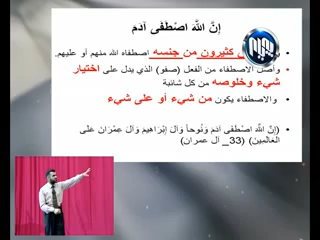 إِنَّ اللَّهَ اصْطَفَى آدَمَ
كثيرون من جنسه اصطفاه الله منهم أو عليهم.
وأصل الاصطفاء من الفعل (صفو) الذي يدل على اختيار
شيء وخلوصه من كل شائبة
والاصطفاء يكون من شيء أو على شيء
(إِنَّ اللَّهَ اصْطَفَى آدَمَ وَنُوحاً وَآلَ إِبْرَاهِيمَ وَآلَ عِمْرَانَ عَلَى
الْعَالَمِينَ) (33_ آل عمران)